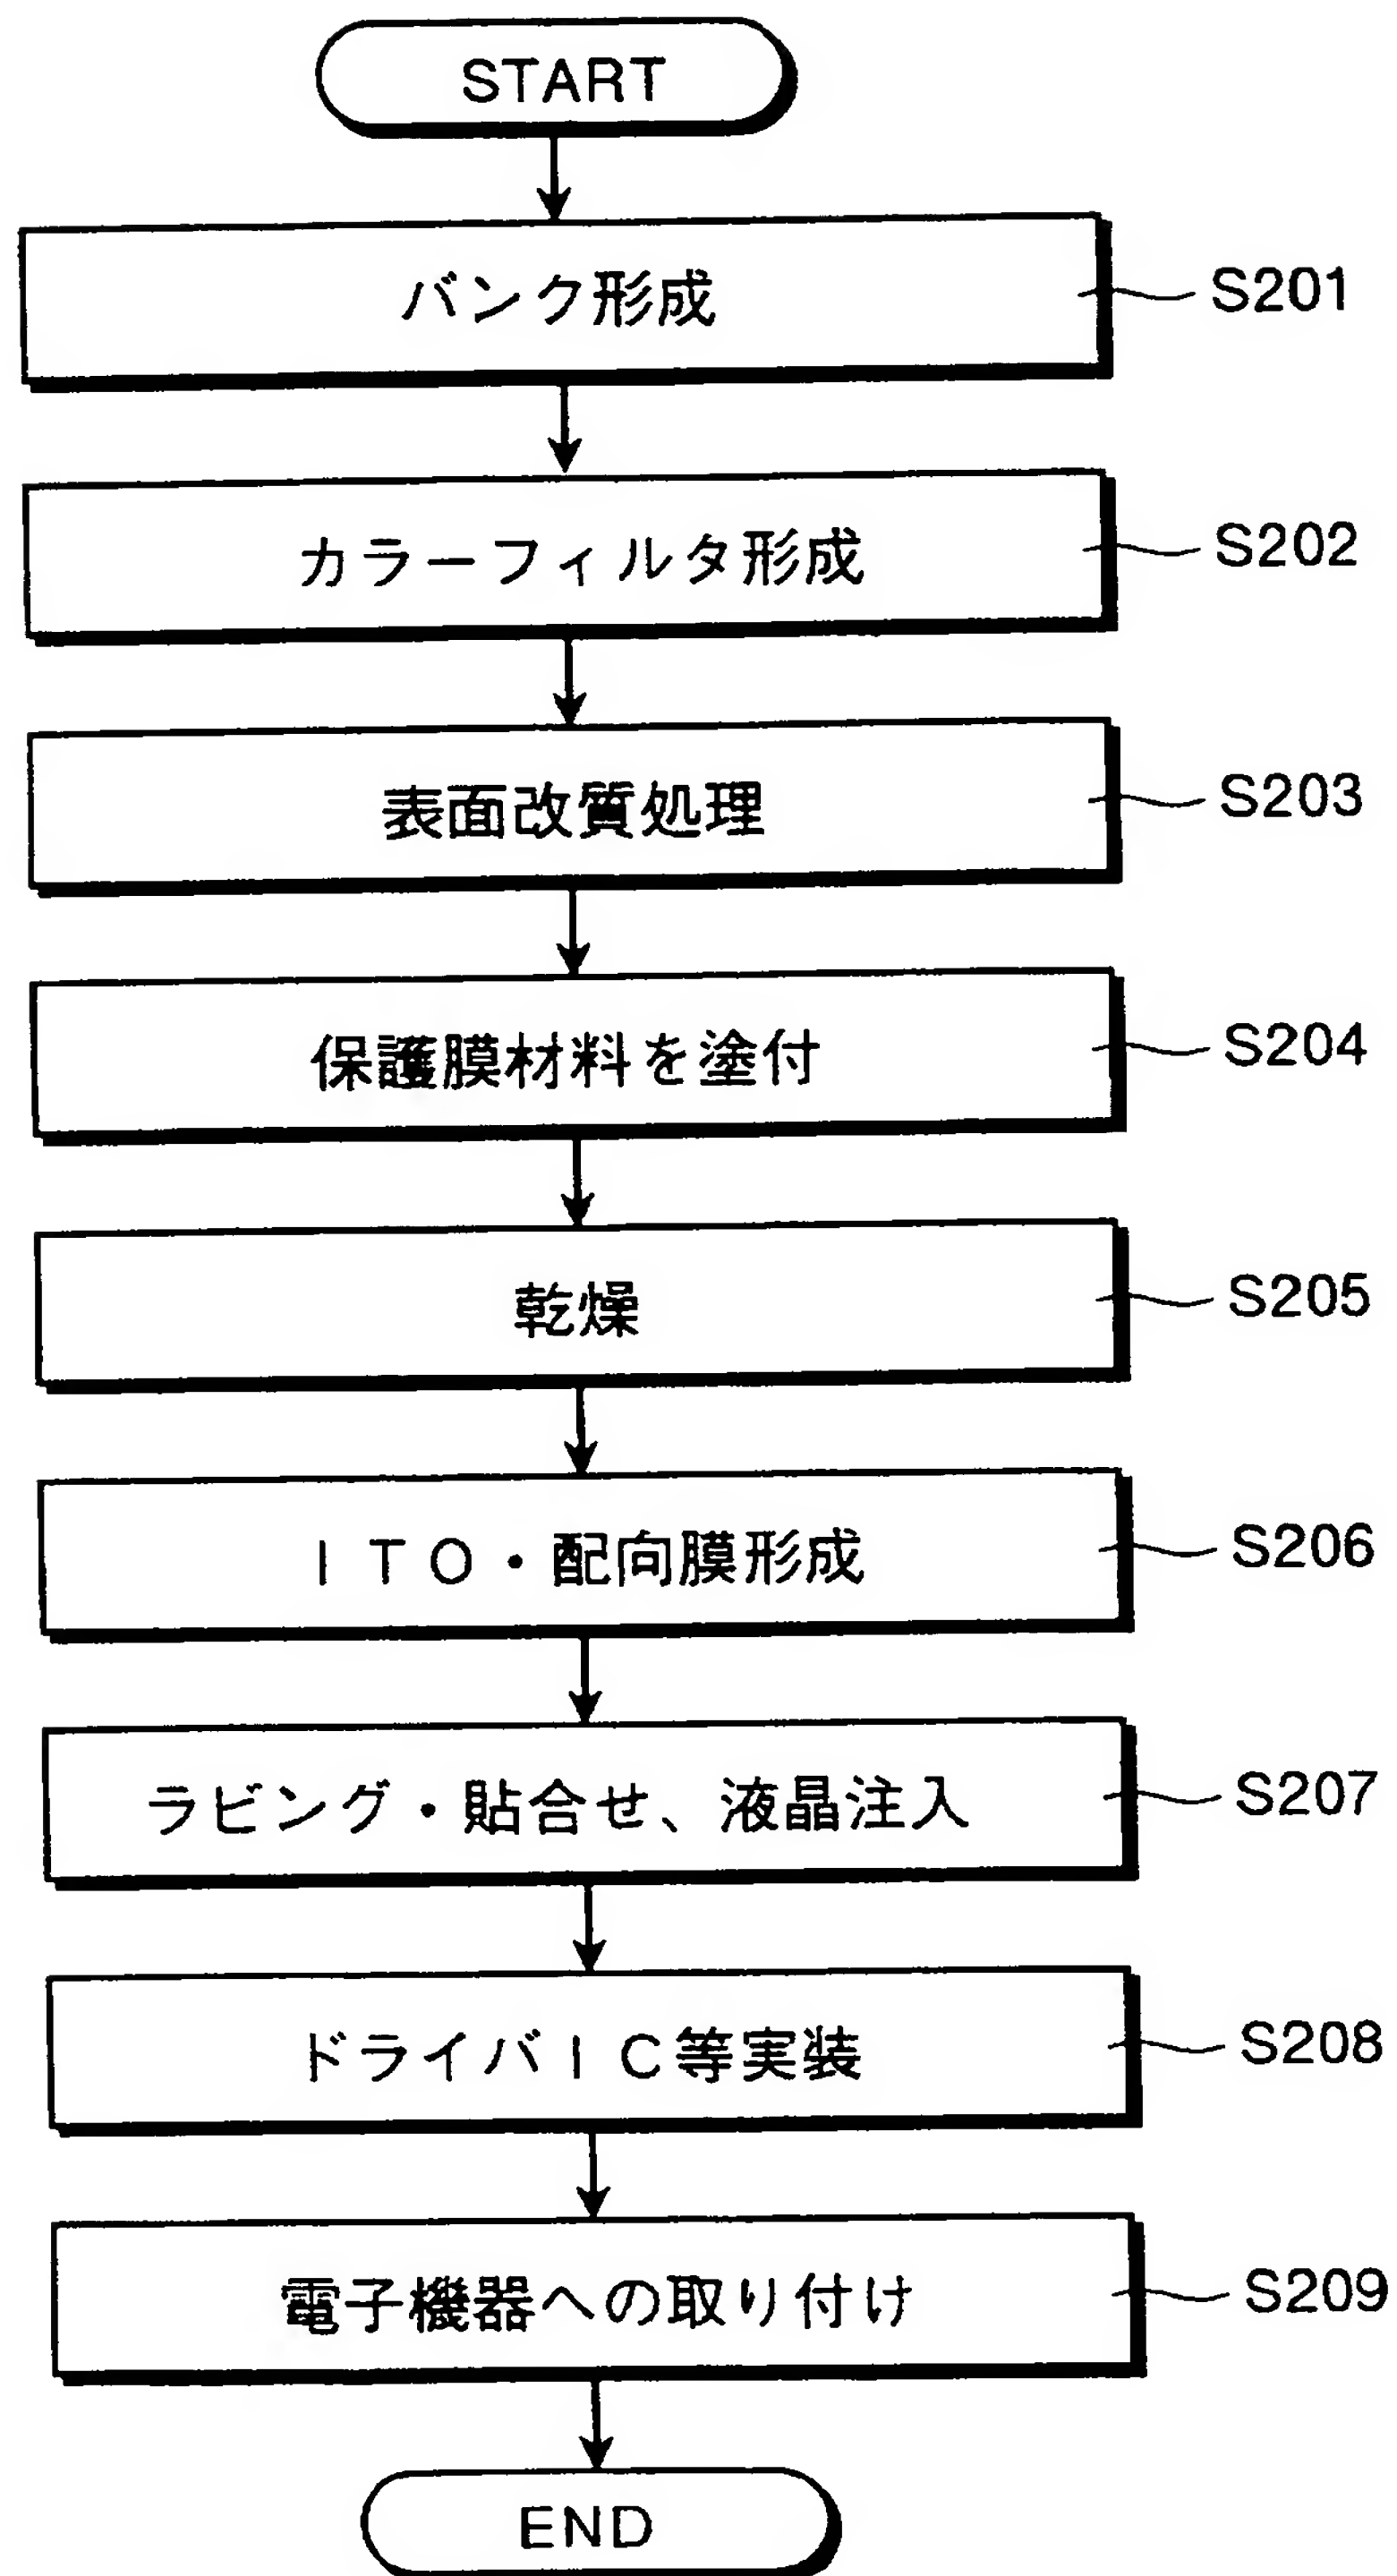 START
バンク形成 S201
カラーフィルタ形成 S202
表面改質処理 S203
保護膜材料を塗付 S204
乾燥 S205
ITO・配向膜形成 S206
ラビング・貼合せ、液晶注入 S207
ドライバIC等実装 S208
電子機器への取り付け S209
END